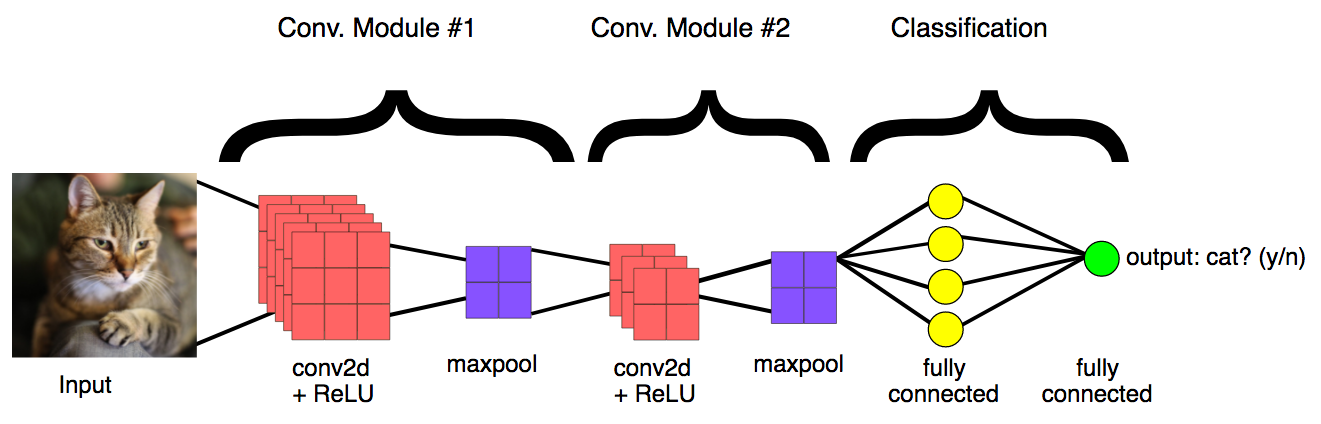 Conv. Module #1
Conv. Module #2
Classification
Input
conv2d
+ ReLU
maxpool
conv2d
+ ReLU
maxpool
fully
connected
fully
connected
output: cat? (y/n)